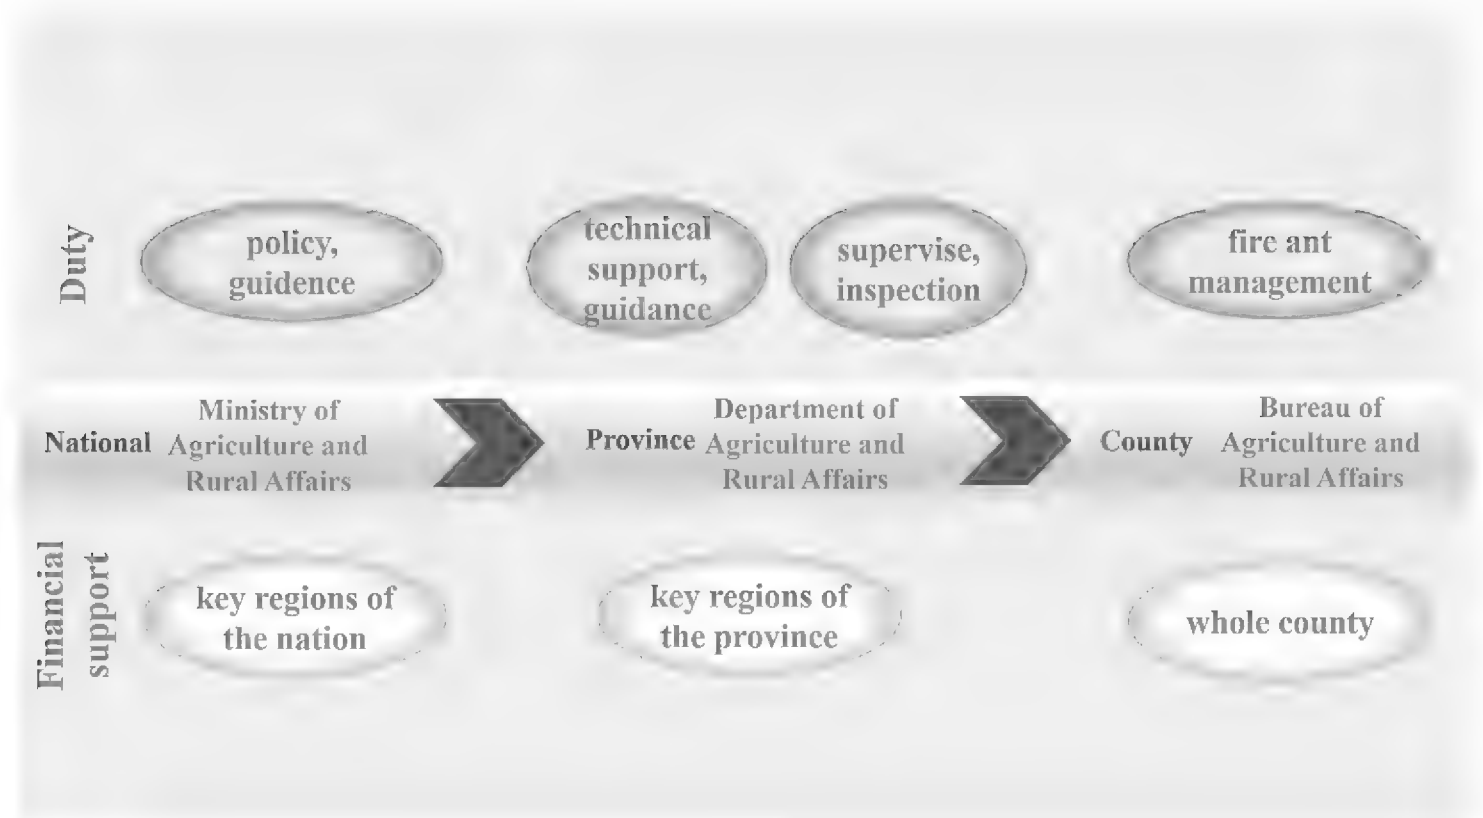 Duty
policy,
guidence
technical
support,
guidance
supervise,
inspection
fire ant
management
National
Ministry of
Agriculture and
Rural Affairs
Province
Department of
Agriculture and
Rural Affairs
County
Bureau of
Agriculture and
Rural Affairs
Financial
support
key regions of
the nation
key regions of
the province
whole county